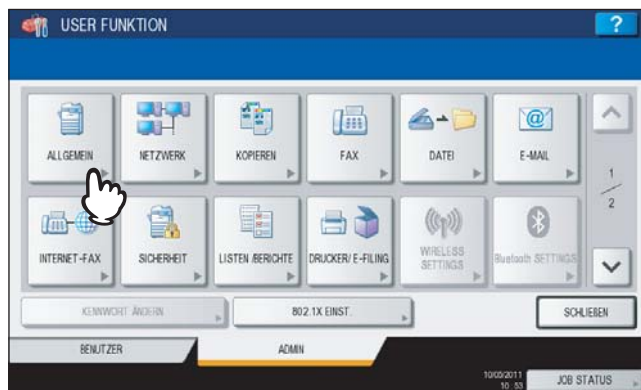 USER FUNKTION
?
ALLGEMEIN
NETZWERK
KOPIEREN
FAX
DATEI
E-MAIL
1
2
INTERNET-FAX
SICHERHEIT
LISTEN /BERICHTE
DRUCKER/ E-FILING
WIRELESS
SETTINGS
Bluetooth SETTINGS
KENNWORT ÄNDERN
802.1X EINST.
SCHLIEßEN
BENUTZER
ADMIN
10/03/2011
10 53
JOB STATUS